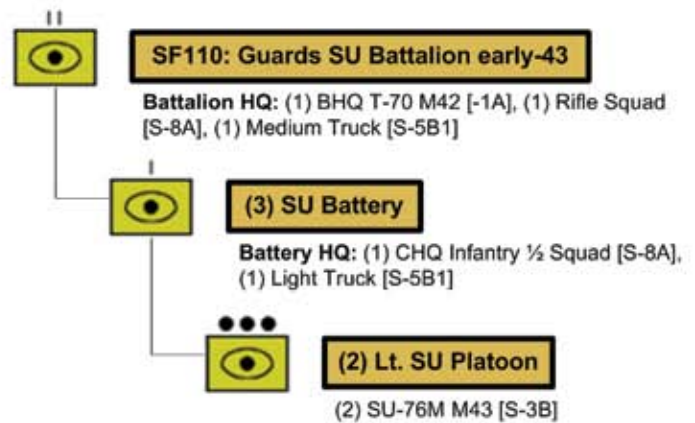 SF110: Guards SU Battalion early-43
Battalion HQ: (1) BHQ T-70 M42 [-1A], (1) Rifle Squad
[S-8A], (1) Medium Truck [S-5B1]
(3) SU Battery
Battery HQ: (1) CHQ Infantry ½ Squad [S-8A],
(1) Light Truck [S-5B1]
(2) Lt. SU Platoon
(2) SU-76M M43 [S-3B]